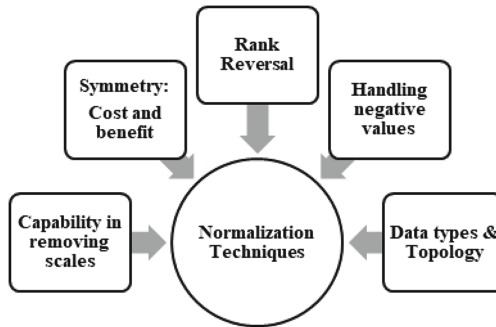 Rank
Reversal
Symmetry:
Cost and
benefit
Handling
negative
values
Capability in
removing
scales
Normalization
Techniques
Data types &
Topology